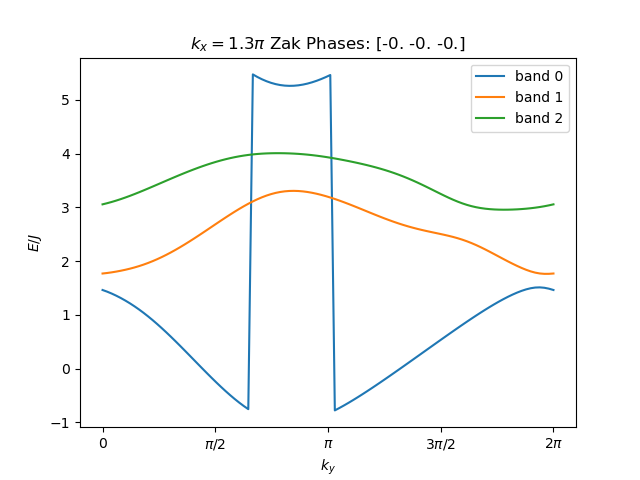 $k_x = 1.3\pi$ Zak Phases: [-0. -0. -0.]
band 0
band 1
band 2
E/J
5
4
3
2
1
0
−1
0
π/2
π
3π/2
2π
$k_y$